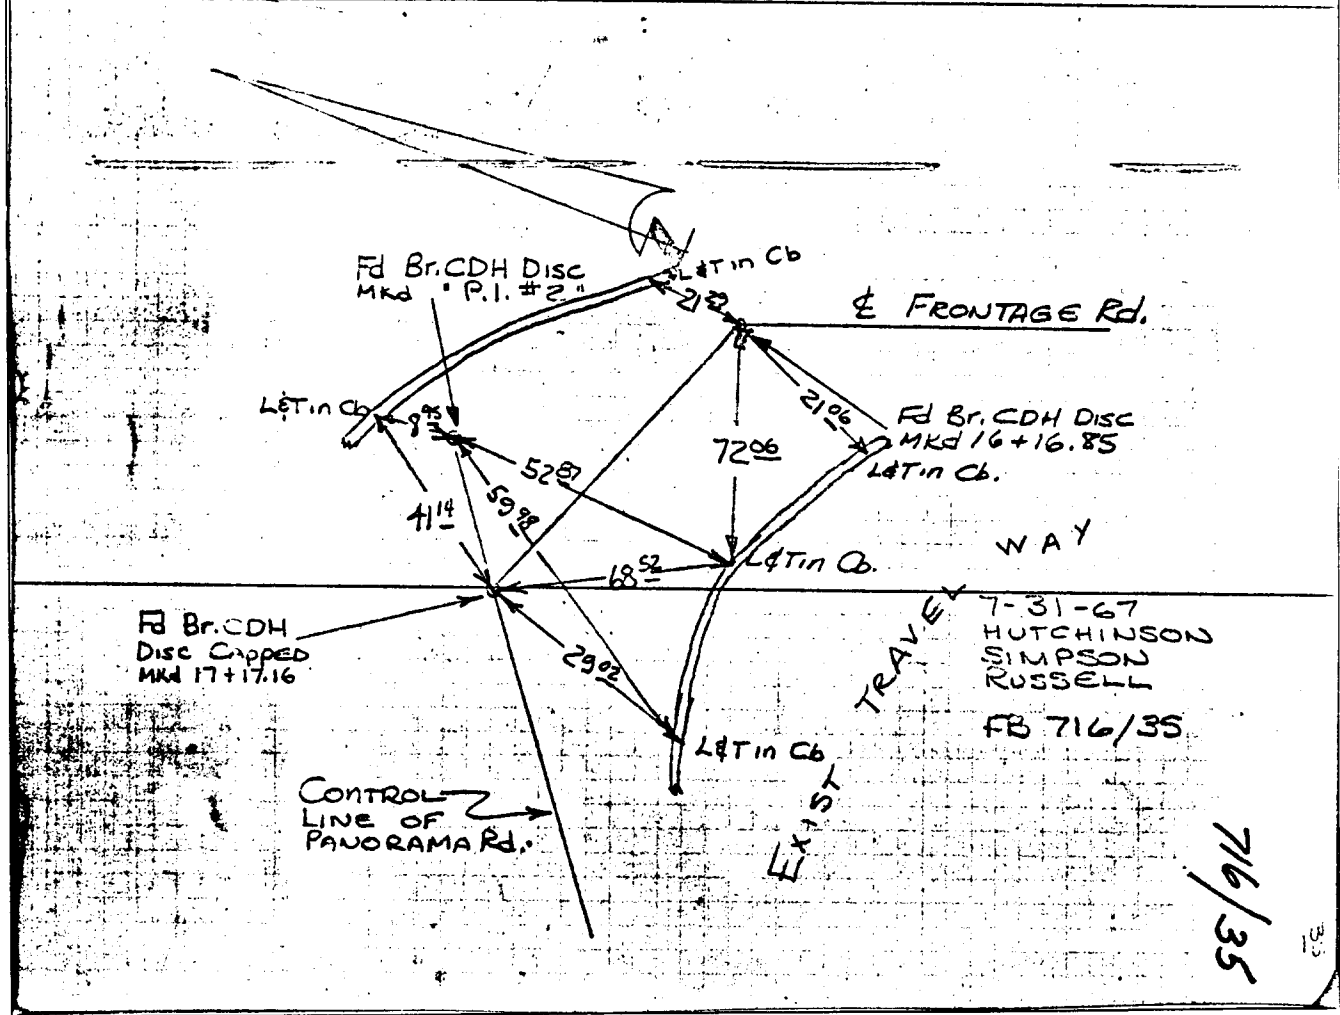 Fd Br. CDH Disc
Mkd "P.I. #2"
L&T in Cb
℄ FRONTAGE Rd.
L&T in Cb
8 95
21 06
Fd Br. CDH Disc
Mkd 16+16.85
L&T in Cb.
72 06
52 87
59 98
41 14
68 52
L&T in Cb.
EXIST TRAVEL WAY
Fd Br. CDH
Disc Capped
Mkd 17+17.16
29 02
L&T in Cb
7-31-67
HUTCHINSON
SIMPSON
RUSSELL
FB 716/35
CONTROL
LINE OF
PANORAMA Rd.
716/35
35